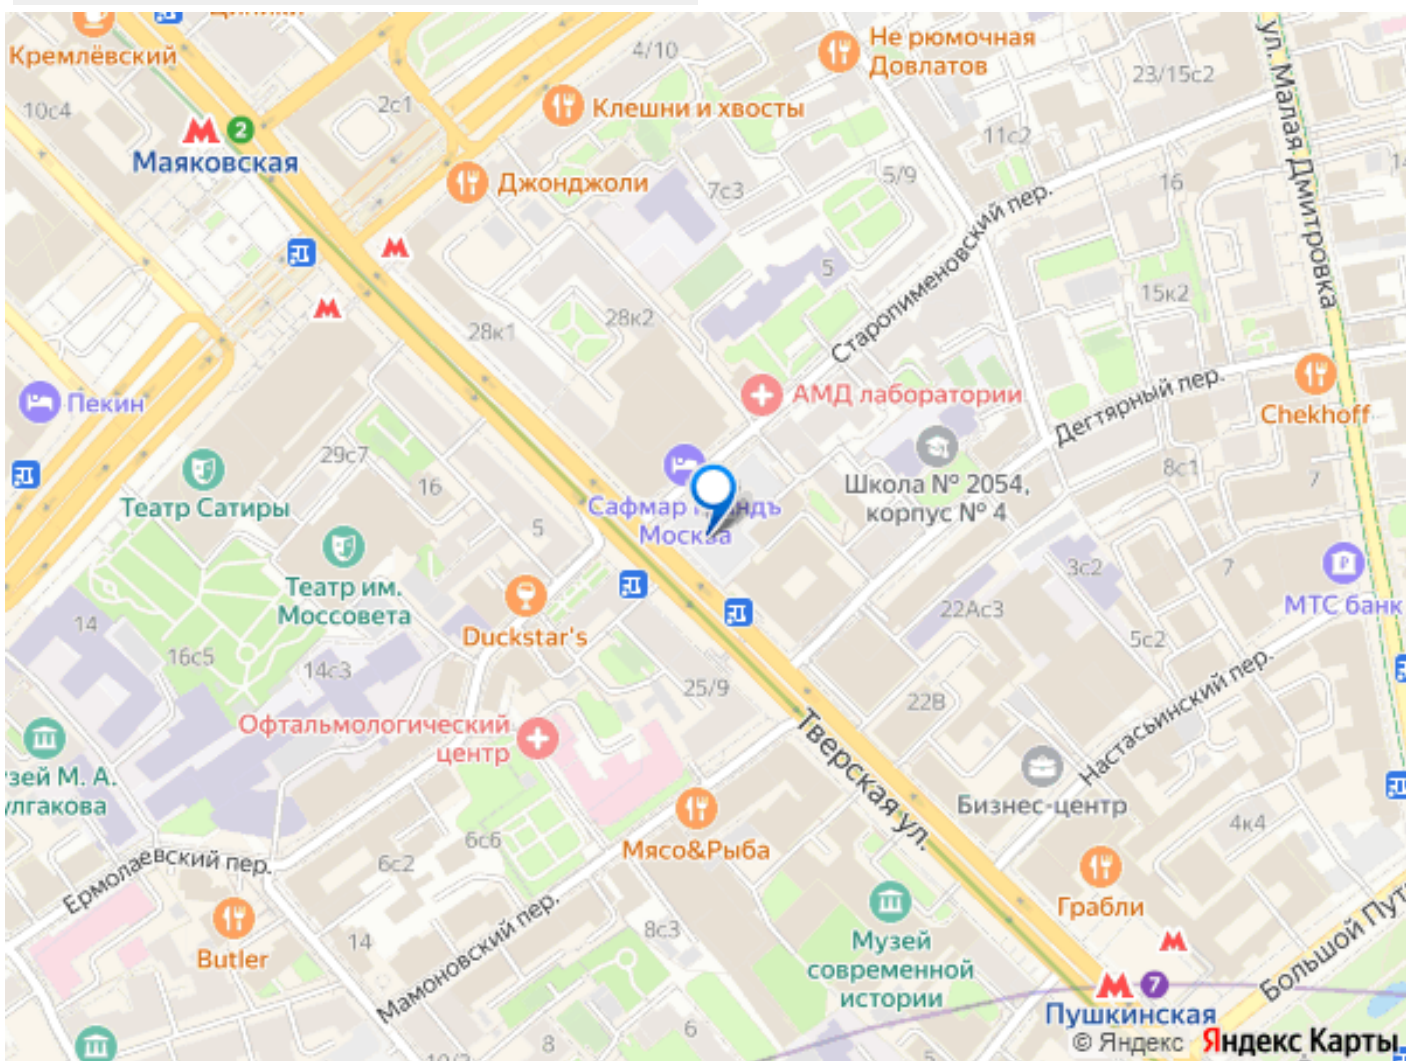 Кремлёвский
10с4
2с1
4/10
Не рюмочная
Довлатов
23/15с2
ул. Малая Дмитровка
Клешни и хвосты
11с2
2
Маяковская
Джонджоли
7с3
5/9
16
5
Старопименовский пер.
15к2
28к1
28к2
Пекин
АМД лаборатории
Дегтярный пер.
Chekhoff
29с7
16
Театр Сатиры
5
Сафмар
Москва
Школа № 2054,
корпус № 4
8с1
7
Театр им.
Моссовета
Duckstar's
3с2
7
МТС банк
14
16с5
14с3
22Ас3
5с2
25/9
22В
Офтальмологический
центр
Тверская ул.
Настасьинский пер.
Бизнес-центр
М. А.
6с6
6с2
Мясо&Рыба
4к4
Ермолаевский пер.
Грабли
Butler
14
Мамоновский пер.
8с3
Музей
современной
истории
Большой
7
Пушкинская
8
6
© Яндекс Яндекс Карты